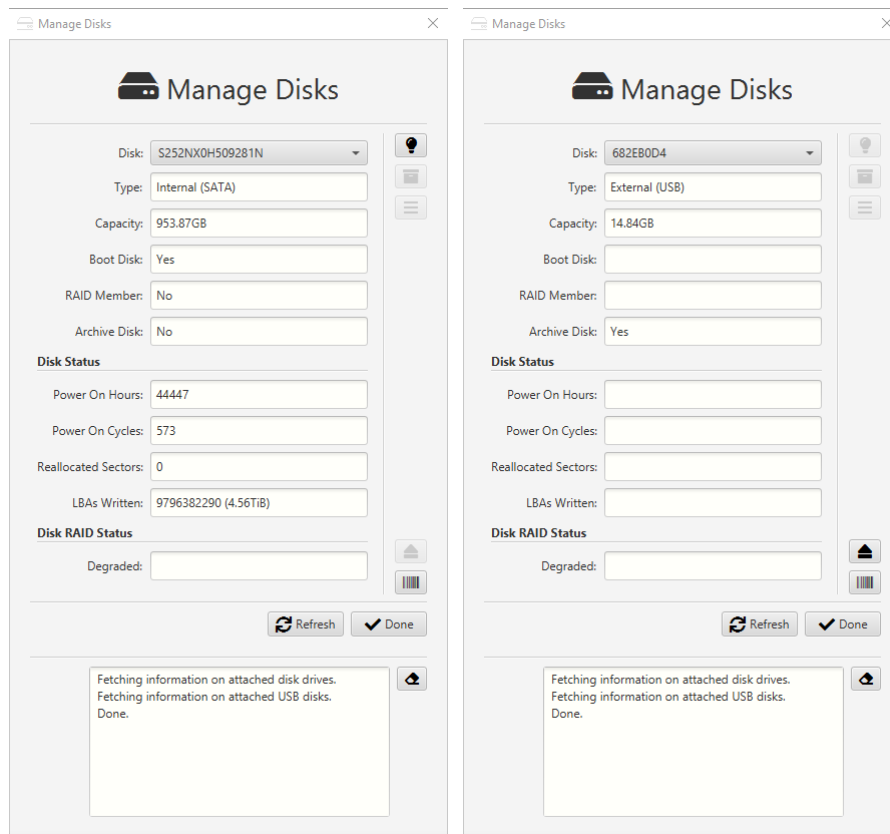 Manage Disks
Manage Disks
Disk: S252NX0H509281N
Type: Internal (SATA)
Capacity: 953.87GB
Boot Disk: Yes
RAID Member: No
Archive Disk: No
Disk Status
Power On Hours: 44447
Power On Cycles: 573
Reallocated Sectors: 0
LBAs Written: 9796382290 (4.56TiB)
Disk RAID Status
Degraded:
Refresh
Done
Fetching information on attached disk drives.
Fetching information on attached USB disks.
Done.
Manage Disks
Manage Disks
Disk: 682EB0D4
Type: External (USB)
Capacity: 14.84GB
Boot Disk:
RAID Member:
Archive Disk: Yes
Disk Status
Power On Hours:
Power On Cycles:
Reallocated Sectors:
LBAs Written:
Disk RAID Status
Degraded:
Refresh
Done
Fetching information on attached disk drives.
Fetching information on attached USB disks.
Done.